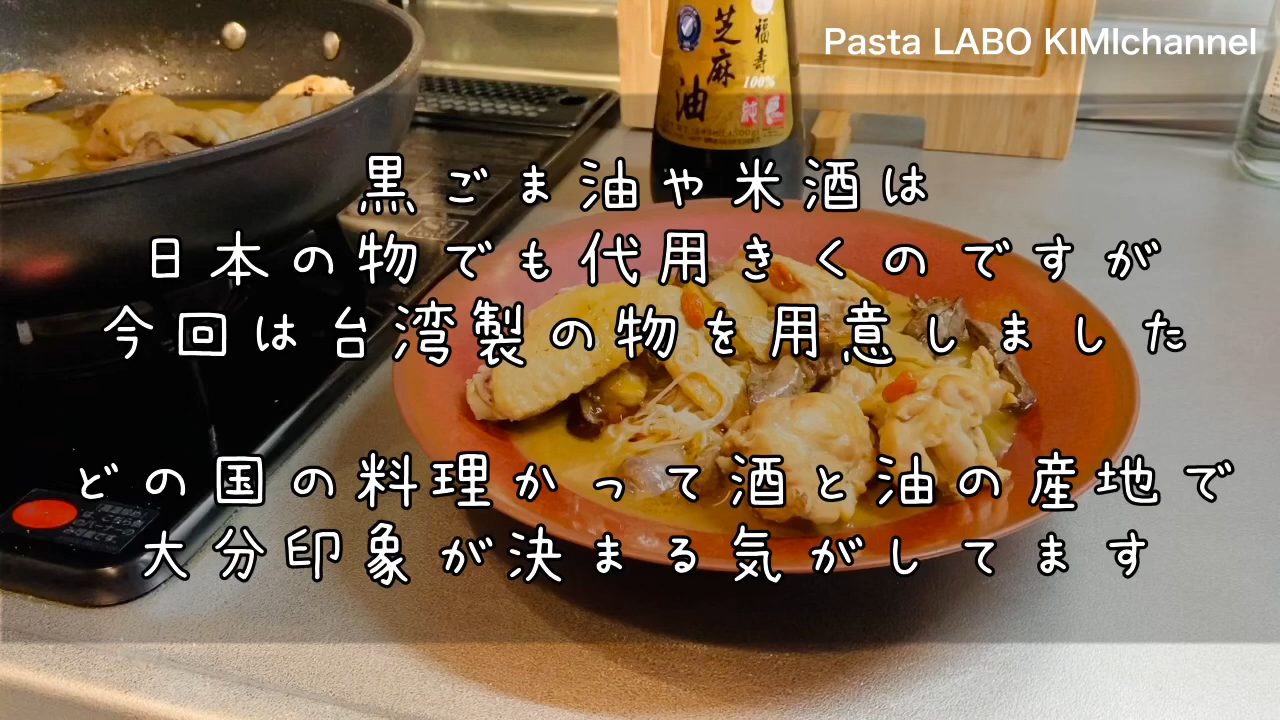 Pasta LABO KIMIchannel
福寿
芝麻油
100%
純
黒ごま油や米酒は
日本の物でも代用きくのですが
今回は台湾製の物を用意しました
どの国の料理かって酒と油の産地で
大分印象が決まる気がしてます